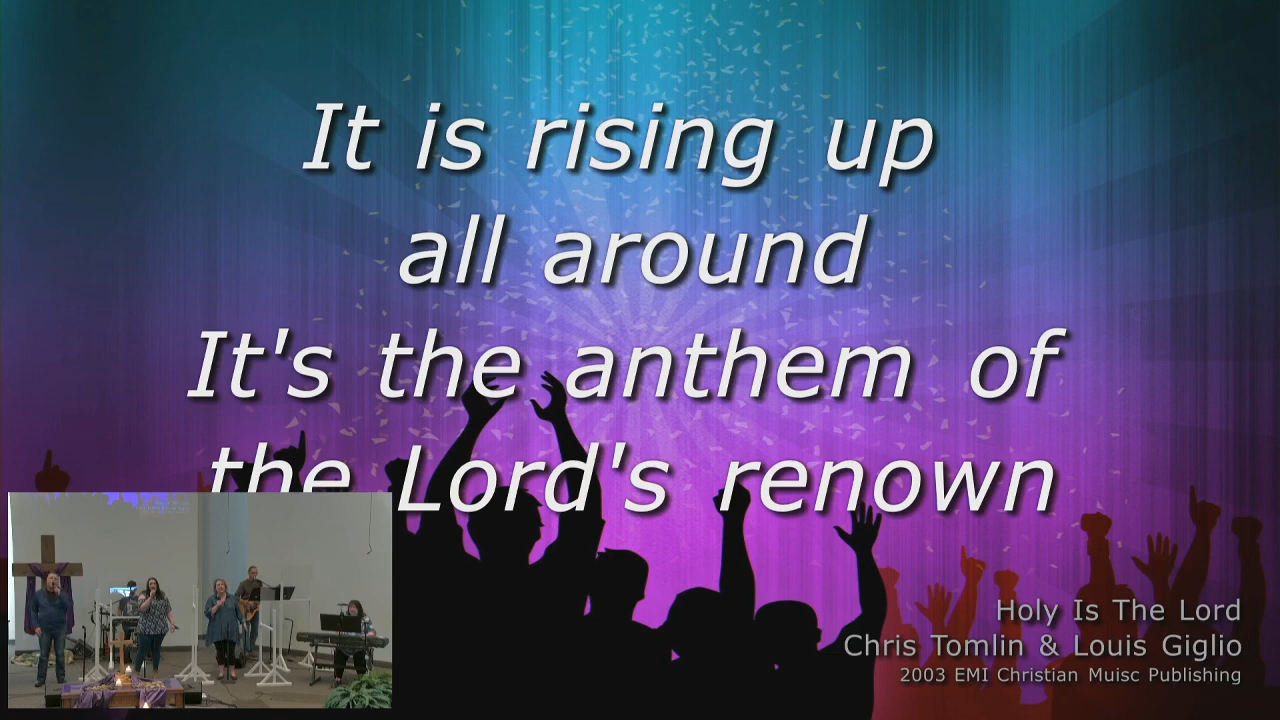 It is rising up
all around
It's the anthem of
the Lord's renown
Holy Is The Lord
Chris Tomlin & Louis Giglio
2003 EMI Christian Muisc Publishing